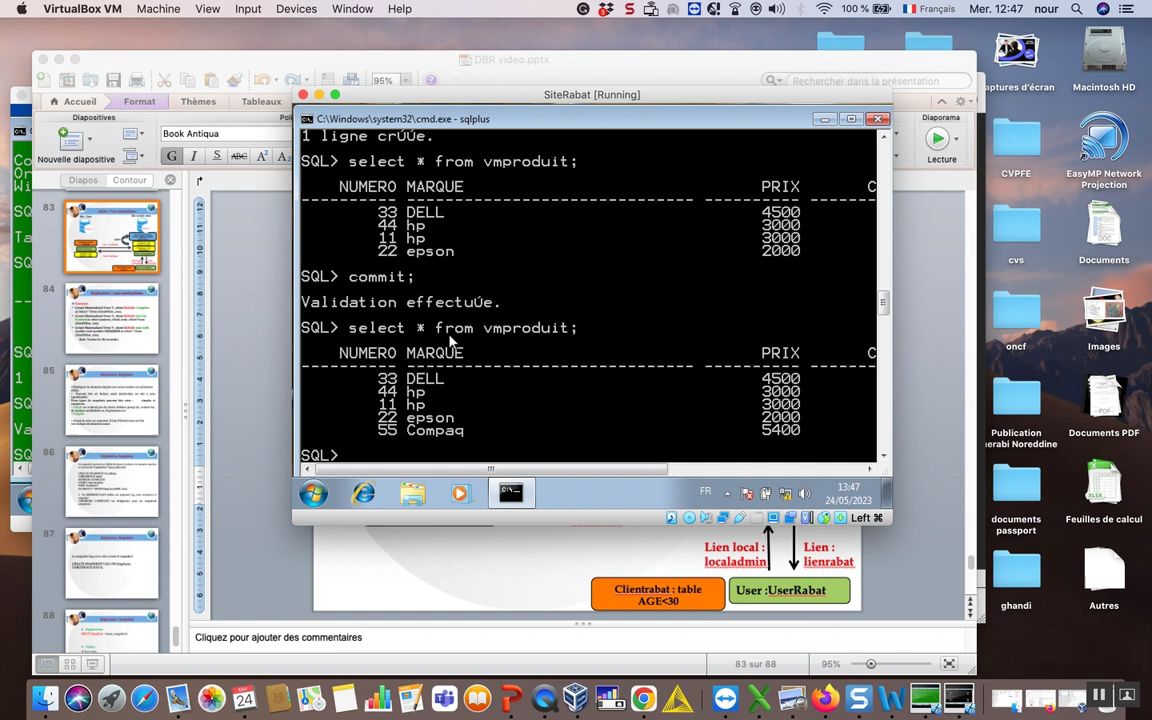 VirtualBox VM Machine View Input Devices Window Help
100 % Français Mer. 12:47 nour
DBR video.pptx
95%
Rechercher dans la présentation
Accueil Format Thèmes Tableaux
Diapositives
Diaporama
Nouvelle diapositive
Book Antiqua
G I S ABC A² A₂
Lecture
Diapos Contour
83
84
85
86
87
88
SiteRabat [Running]
C:\Windows\system32\cmd.exe - sqlplus
1 ligne crÚÚe.
SQL> select * from vmproduit;
NUMERO MARQUE PRIX C
---------- ------------------------------ ---------- -------
33 DELL 4500
44 hp 3000
11 hp 3000
22 epson 2000
SQL> commit;
Validation effectuÚe.
SQL> select * from vmproduit;
NUMERO MARQUE PRIX C
---------- ------------------------------ ---------- -------
33 DELL 4500
44 hp 3000
11 hp 3000
22 epson 2000
55 Compaq 5400
SQL>
FR
13:47
24/05/2023
Left ⌘
Lien local :
localadmin
Lien :
lienrabat
Clientrabat : table
AGE<30
User :UserRabat
Cliquez pour ajouter des commentaires
83 sur 88
95%
aptures d'écran
Macintosh HD
CVPFE
EasyMP Network
Projection
cvs
Documents
oncf
Images
Publication
erabi Noreddine
Documents PDF
documents
passport
Feuilles de calcul
ghandi
Autres